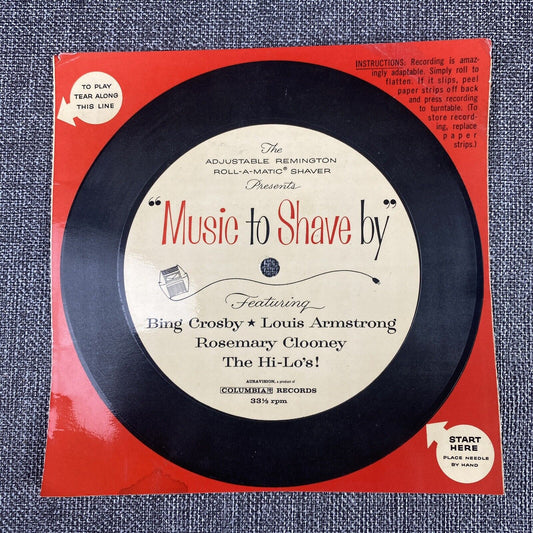 TO PLAY
TEAR ALONG
THIS LINE
INSTRUCTIONS: Recording is amaz-
ingly adaptable. Simply roll to
flatten. If it slips, peel
paper strips off back
and press recording
to turntable. (To
store record-
ing, replace
paper
strips.)
The
ADJUSTABLE REMINGTON
ROLL-A-MATIC® SHAVER
Presents
"Music to Shave by"
Featuring
Bing Crosby ★ Louis Armstrong
Rosemary Clooney
The Hi-Lo's!
AURAVISION, a product of
COLUMBIA RECORDS
33⅓ rpm
START
HERE
PLACE NEEDLE
BY HAND